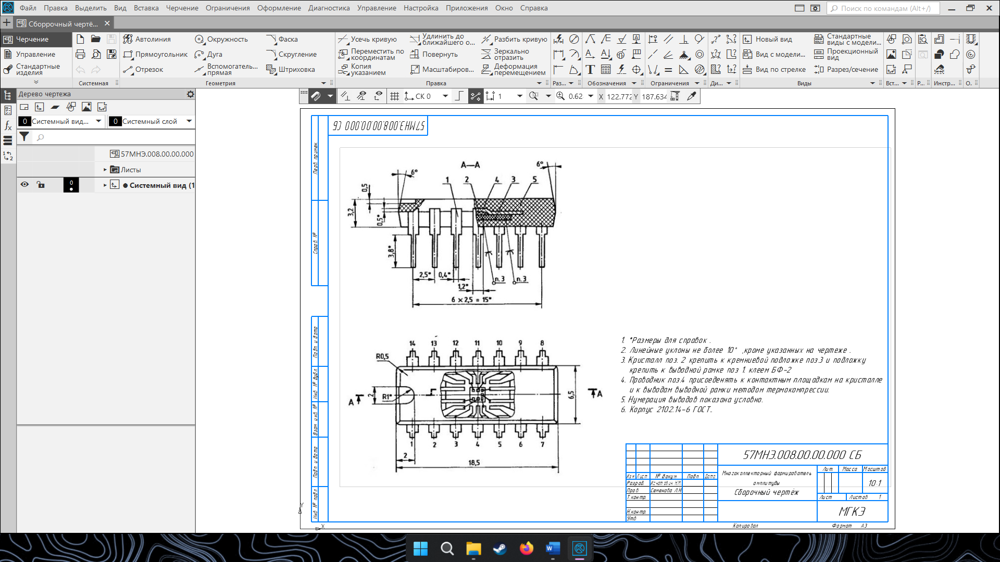 Файл Правка Выделить Вид Вставка Черчение Ограничения Оформление Диагностика Управление Настройка Приложения Окно Справка
Поиск по командам (Alt+/)
Сборрочный чертё...
Черчение
Управление
Стандартные
изделия
Системная
Автолиния
Прямоугольник
Отрезок
Окружность
Дуга
Вспомогатель...
прямая
Фаска
Скругление
Штриховка
Геометрия
Усечь кривую
Переместить по
координатам
Копия
указанием
Удлинить до
ближайшего о...
Повернуть
Масштабиров...
Разбить кривую
Зеркально
отразить
Деформация
перемещением
Правка
Раз...
Обозначения
Ограничения
Ди...
Новый вид
Вид с модели...
Вид по стрелке
Стандартные
виды с модели...
Проекционный
вид
Разрез/сечение
Виды
Вст...
Р...
Инстр...
О.
Дерево чертежа
0 Системный вид...
0 Системный слой
57МНЭ.008.00.00.000
Листы
0
Системный вид (1
СК 0
1
0.62
X 122.772
Y 187.634
57МНЭ.008.00.00.000 СБ
Перв. примен.
Справ. №
Подп. и дата
Инв № дубл.
Взам. инв. №
Подп. и дата
Инв № подл
А—А
6°
6°
1 2 4 3 5
0,5
3,2
0,5*
3,8*
2,5* 0,4*
1,2*
п.3 п.3
6 × 2,5 = 15*
14 13 12 11 10 9 8
R0,5
2
R1*
А А
6,5
1 2 3 4 5 6 7
2
18,5
1. *Размеры для справок .
2. Линейные уклоны не более 10° ,кроме указанных на чертеже .
3. Кристалл поз. 2 крепить к кремниевой подложке поз.3 и подложку
крепить к выводной рамке поз 1. клеем БФ-2
4. Проводник поз.4 присоеденять к контактным площадкам на кристалле
и к выводам выводной рамки методом термокомпрессии.
5. Нумерация выводов показана условно.
6. Корпус 2102.14-6 ГОСТ..
57МНЭ.008.00.00.000 СБ
Многоколлекторный формирователь
амплитуды
Сборочный чертёж
Лит. Масса Масштаб
10:1
Лист Листов 1
МГКЭ
Изм Лист № докум Подп Дата
Разраб. Игнатович Н.М.
Пров. Семенова Л.Н.
Т.контр.
Н.контр.
Утв
Копировал Формат А3
Y
X